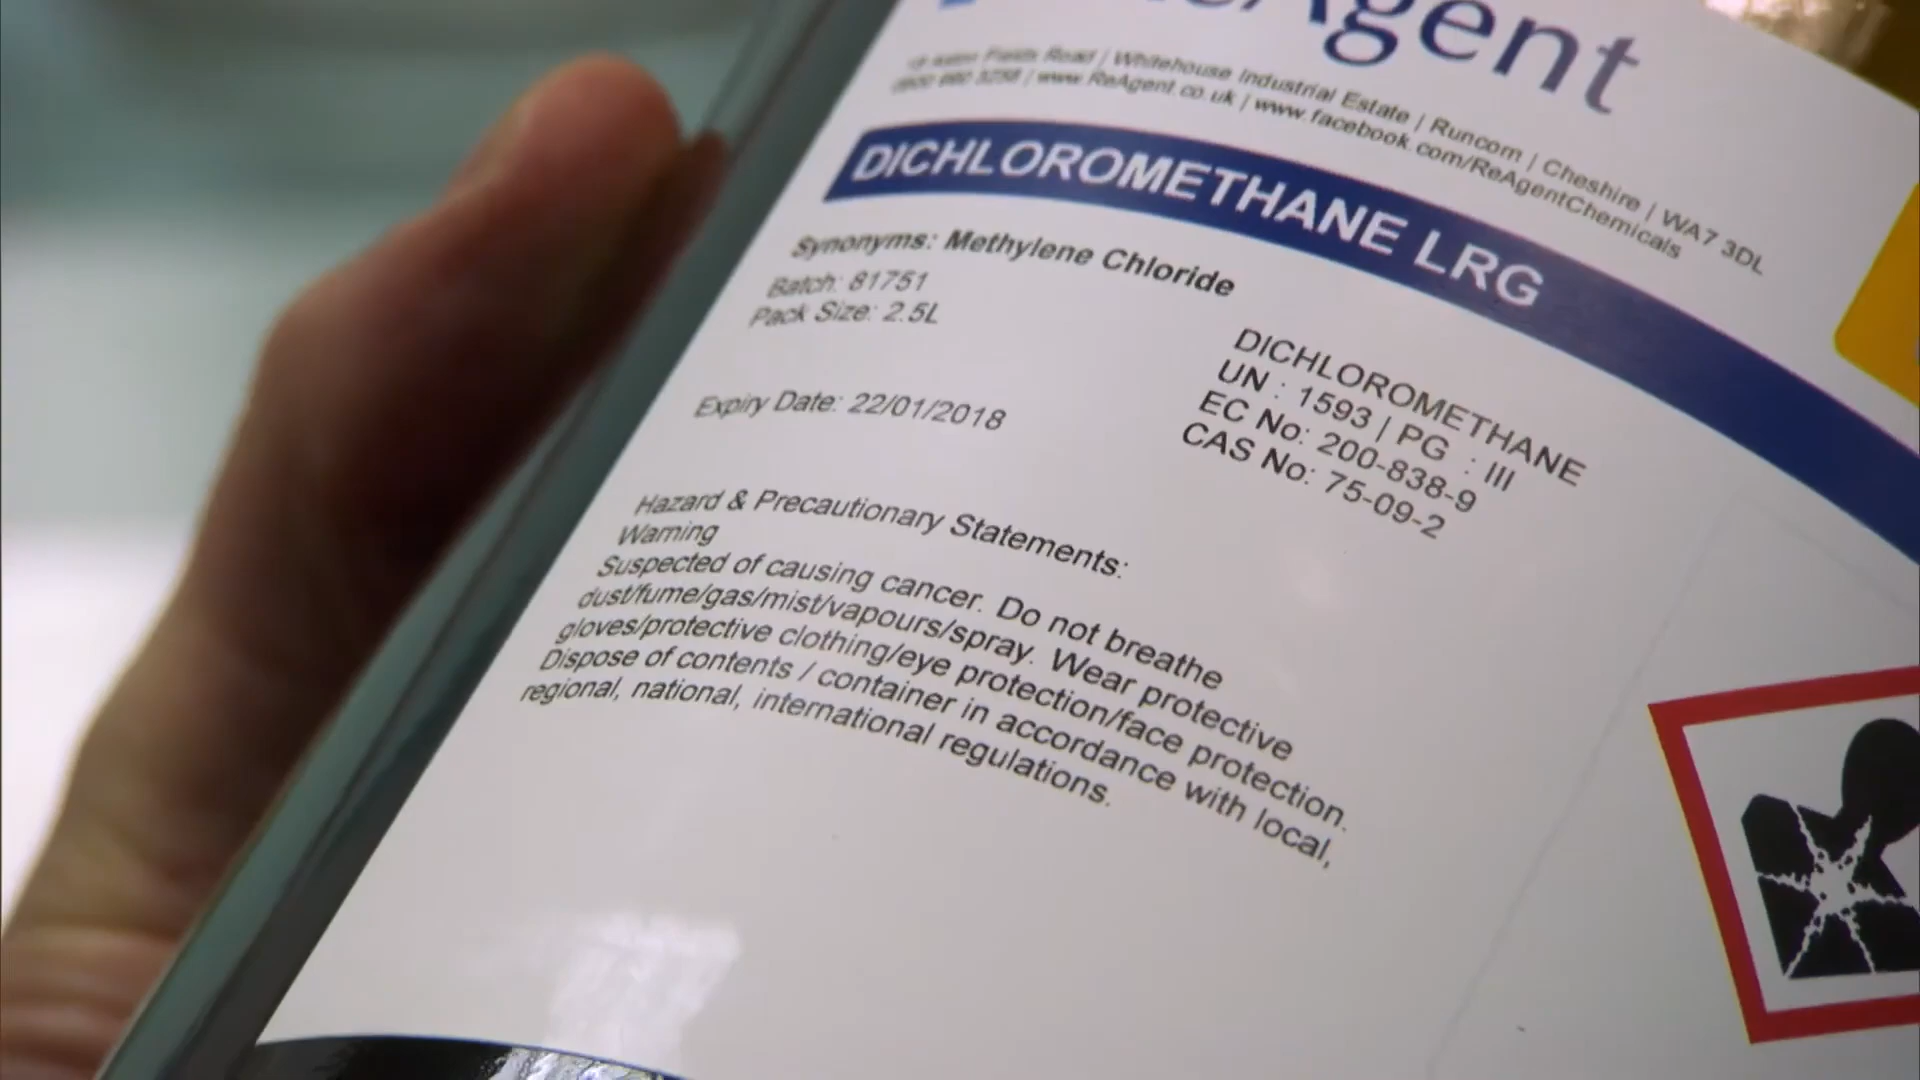 Agent
Fields Road | Whitehouse Industrial Estate | Runcorn | Cheshire | WA7 3DL
| www.ReAgent.co.uk | www.facebook.com/ReAgentChemicals
DICHLOROMETHANE LRG
Synonyms: Methylene Chloride
Batch: 81751
Pack Size: 2.5L
Expiry Date: 22/01/2018
DICHLOROMETHANE
UN : 1593 | PG : III
EC No: 200-838-9
CAS No: 75-09-2
Hazard & Precautionary Statements:
Warning
Suspected of causing cancer. Do not breathe
dust/fume/gas/mist/vapours/spray. Wear protective
gloves/protective clothing/eye protection/face protection.
Dispose of contents / container in accordance with local,
regional, national, international regulations.